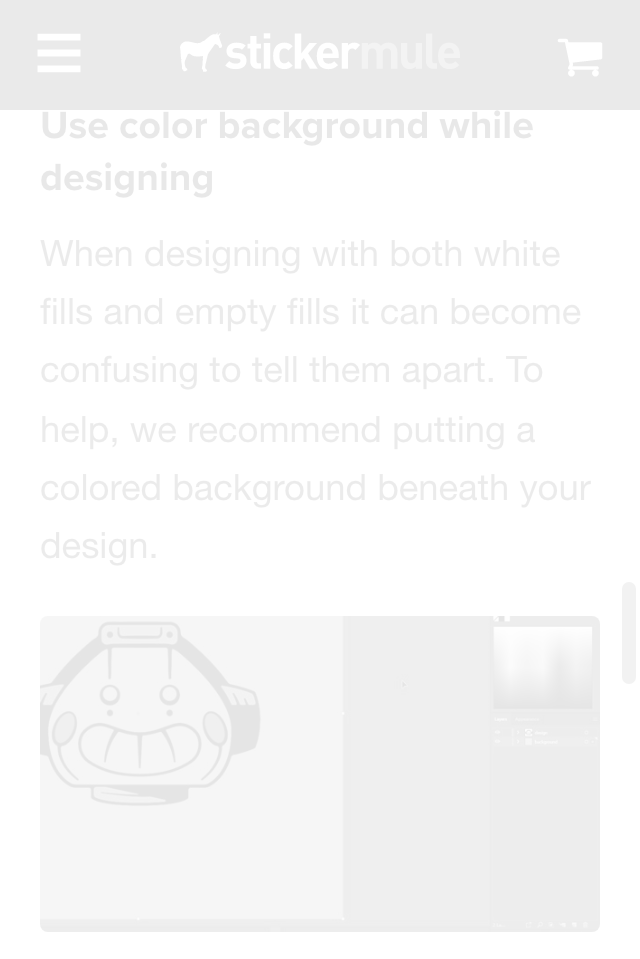 stickermule
Use color background while
designing
When designing with both white
fills and empty fills it can become
confusing to tell them apart. To
help, we recommend putting a
colored background beneath your
design.